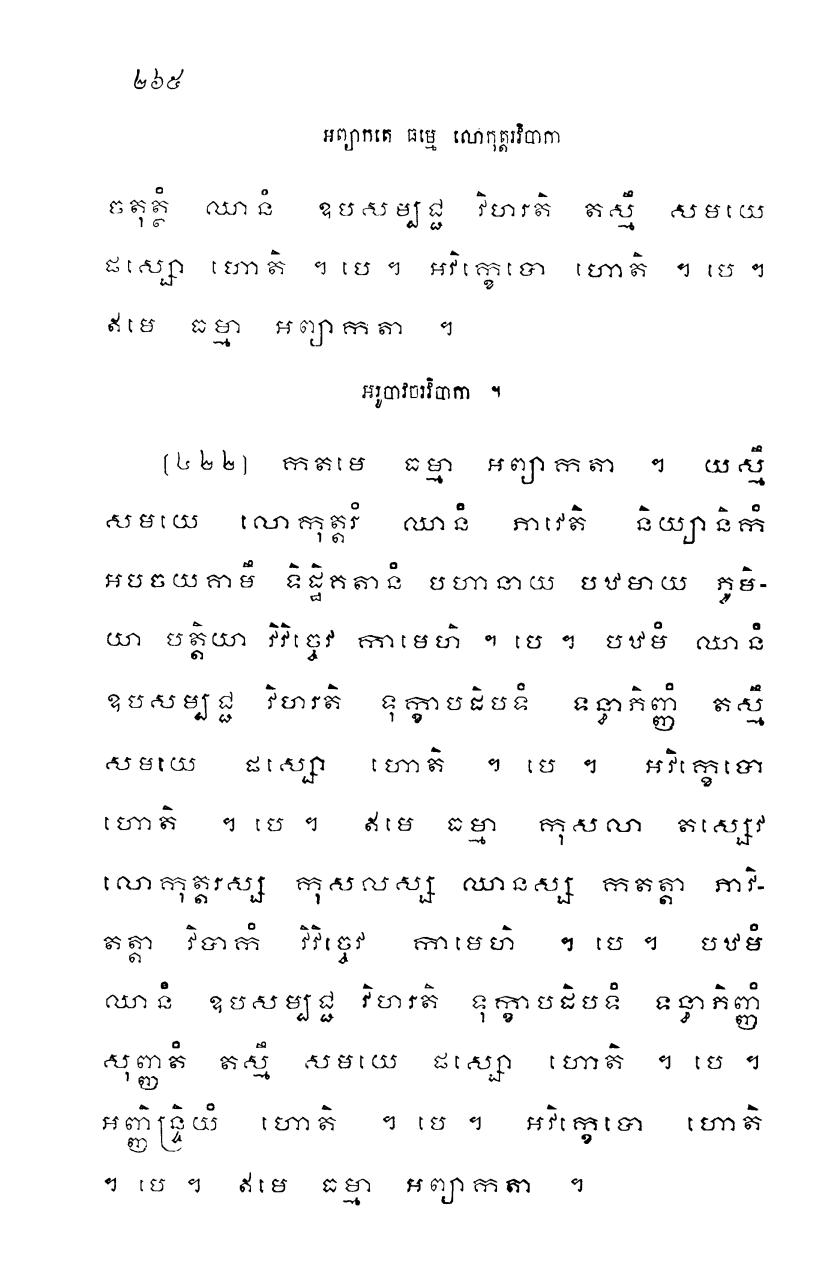 ២៦៥
អព្យាកតេ ធម្មេ លោកុត្តរវិបាកា
ចតុត្ថំ ឈានំ ឧបសម្បជ្ជ វិហរតិ តស្មឹ សមយេ
ផស្សោ ហោតិ ។ បេ ។ អវិក្ខេបោ ហោតិ ។ បេ ។
ឥមេ ធម្មា អព្យាកតា ។
អរូបាវចរវិបាកា ។
[៤២២] កតមេ ធម្មា អព្យាកតា ។ យស្មឹ
សមយេ លោកុត្តរំ ឈានំ ភាវេតិ និយ្យានិកំ
អបចយគាមឹ ទិដ្ឋិគតានំ បហានាយ បឋមាយ ភូមិ-
យា បត្តិយា វិវិច្ចេវ កាមេហិ ។ បេ ។ បឋមំ ឈានំ
ឧបសម្បជ្ជ វិហរតិ ទុក្ខាបដិបទំ ទន្ធាភិញ្ញំ តស្មឹ
សមយេ ផស្សោ ហោតិ ។ បេ ។ អវិក្ខេបោ
ហោតិ ។ បេ ។ ឥមេ ធម្មា កុសលា តស្សេវ
លោកុត្តរស្ស កុសលស្ស ឈានស្ស កតត្តា ភាវិ-
តត្តា វិបាកំ វិវិច្ចេវ កាមេហិ ។ បេ ។ បឋមំ
ឈានំ ឧបសម្បជ្ជ វិហរតិ ទុក្ខាបដិបទំ ទន្ធាភិញ្ញំ
សុញ្ញតំ តស្មឹ សមយេ ផស្សោ ហោតិ ។ បេ ។
អញ្ញិន្ទ្រិយំ ហោតិ ។ បេ ។ អវិក្ខេបោ ហោតិ
។ បេ ។ ឥមេ ធម្មា អព្យាកតា ។